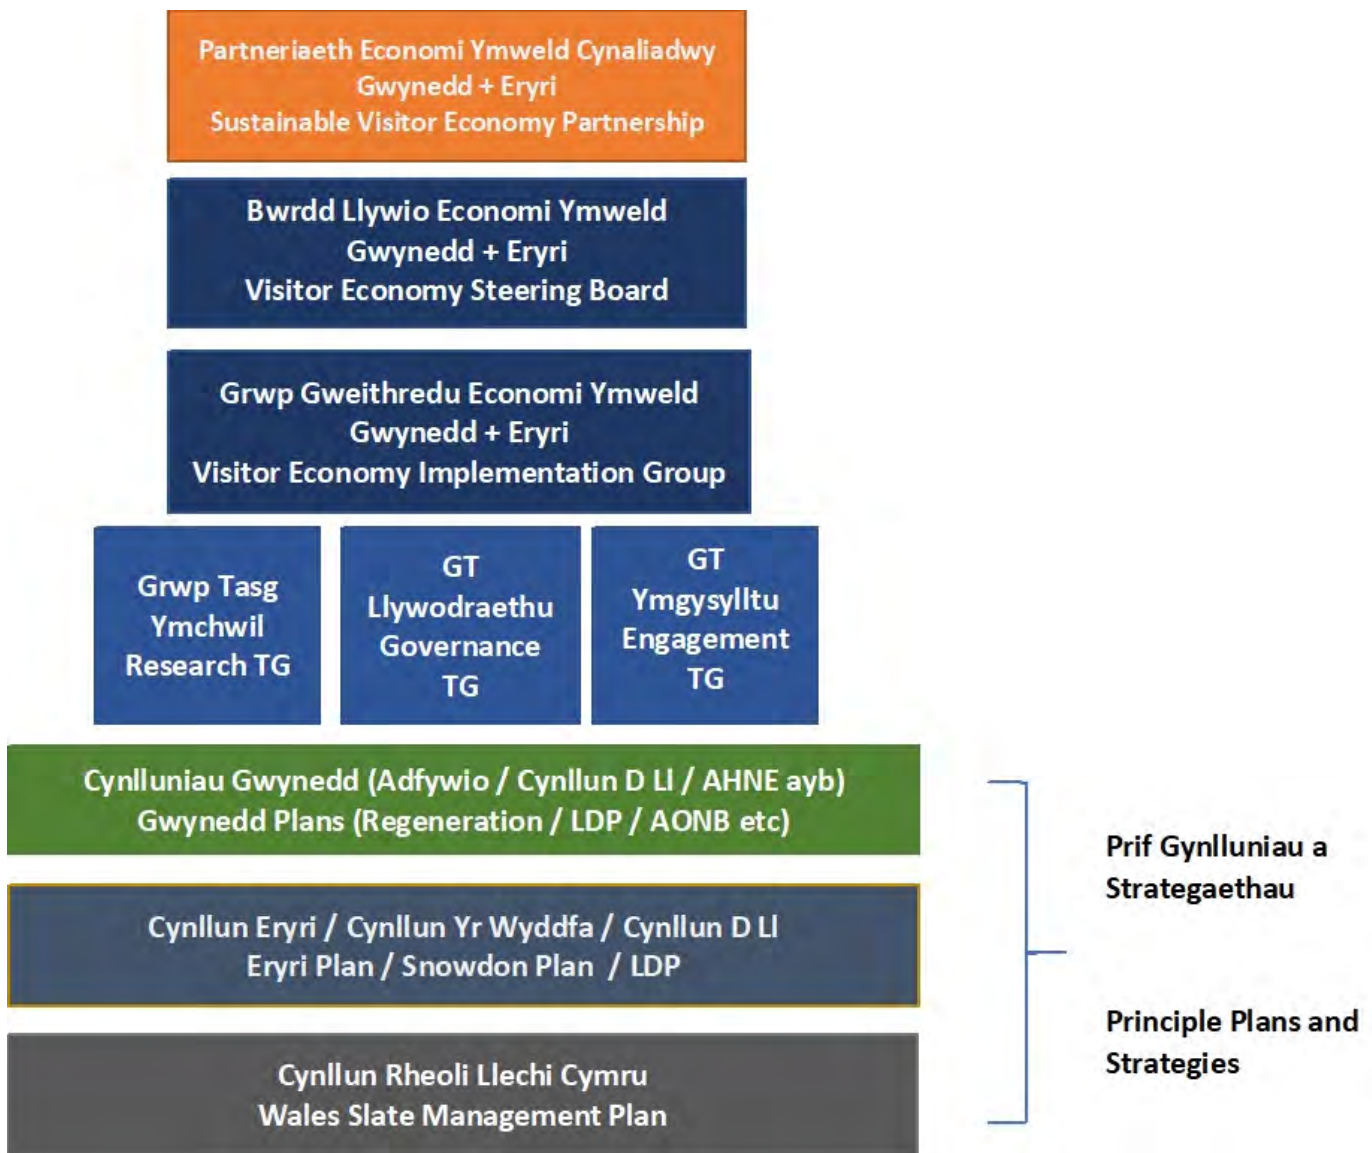 Partneriaeth Economi Ymweld Cynaliadwy
Gwynedd + Eryri
Sustainable Visitor Economy Partnership
Bwrdd Llywio Economi Ymweld
Gwynedd + Eryri
Visitor Economy Steering Board
Grwp Gweithredu Economi Ymweld
Gwynedd + Eryri
Visitor Economy Implementation Group
Grwp Tasg
Ymchwil
Research TG
GT
Llywodraethu
Governance
TG
GT
Ymgysylltu
Engagement
TG
Cynlluniau Gwynedd (Adfywio / Cynllun D Ll / AHNE ayb)
Gwynedd Plans (Regeneration / LDP / AONB etc)
Cynllun Eryri / Cynllun Yr Wyddfa / Cynllun D Ll
Eryri Plan / Snowdon Plan / LDP
Cynllun Rheoli Llechi Cymru
Wales Slate Management Plan
Prif Gynlluniau a
Strategaethau
Principle Plans and
Strategies